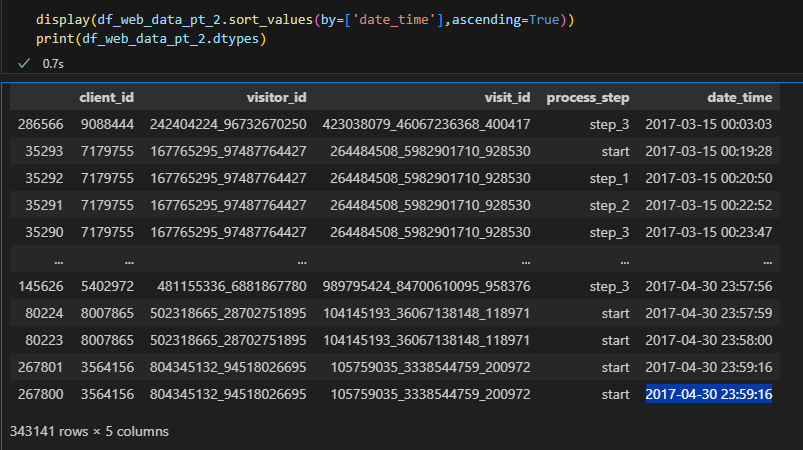 display(df_web_data_pt_2.sort_values(by=['date_time'],ascending=True))
print(df_web_data_pt_2.dtypes)
0.7s
client_id visitor_id visit_id process_step date_time
286566 9088444 242404224_96732670250 423038079_46067236368_400417 step_3 2017-03-15 00:03:03
35293 7179755 167765295_97487764427 264484508_5982901710_928530 start 2017-03-15 00:19:28
35292 7179755 167765295_97487764427 264484508_5982901710_928530 step_1 2017-03-15 00:20:50
35291 7179755 167765295_97487764427 264484508_5982901710_928530 step_2 2017-03-15 00:22:52
35290 7179755 167765295_97487764427 264484508_5982901710_928530 step_3 2017-03-15 00:23:47
... ... ... ... ... ...
145626 5402972 481155336_6881867780 989795424_84700610095_958376 step_3 2017-04-30 23:57:56
80224 8007865 502318665_28702751895 104145193_36067138148_118971 start 2017-04-30 23:57:59
80223 8007865 502318665_28702751895 104145193_36067138148_118971 start 2017-04-30 23:58:00
267801 3564156 804345132_94518026695 105759035_3338544759_200972 start 2017-04-30 23:59:16
267800 3564156 804345132_94518026695 105759035_3338544759_200972 start 2017-04-30 23:59:16
343141 rows × 5 columns